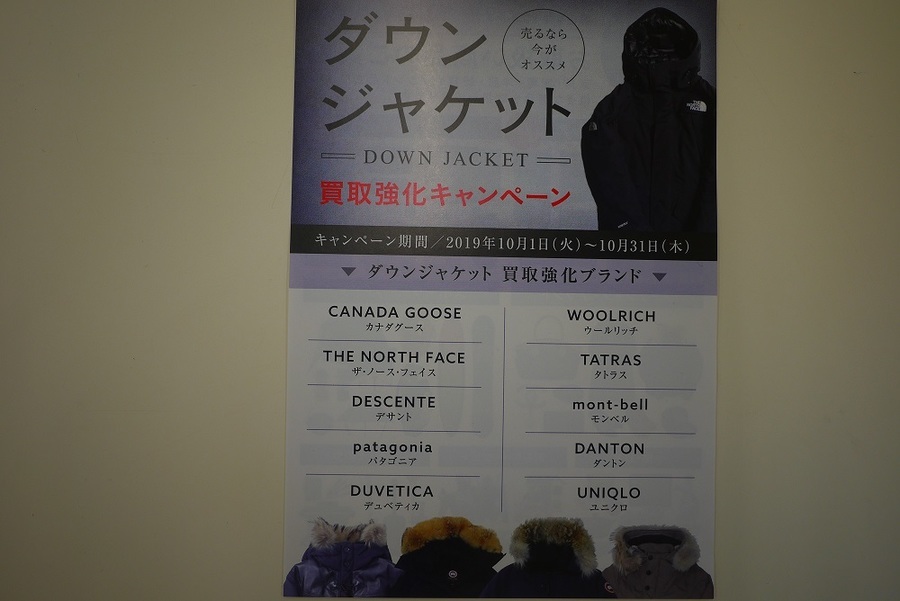 ダウン
ジャケット
売るなら
今が
オススメ
DOWN JACKET
買取強化キャンペーン
THE
NORTH
FACE
キャンペーン期間／2019年10月1日(火)～10月31日(木)
▼ ダウンジャケット 買取強化ブランド ▼
CANADA GOOSE
カナダグース
THE NORTH FACE
ザ・ノース・フェイス
DESCENTE
デサント
patagonia
パタゴニア
DUVETICA
デュベティカ
WOOLRICH
ウールリッチ
TATRAS
タトラス
mont-bell
モンベル
DANTON
ダントン
UNIQLO
ユニクロ